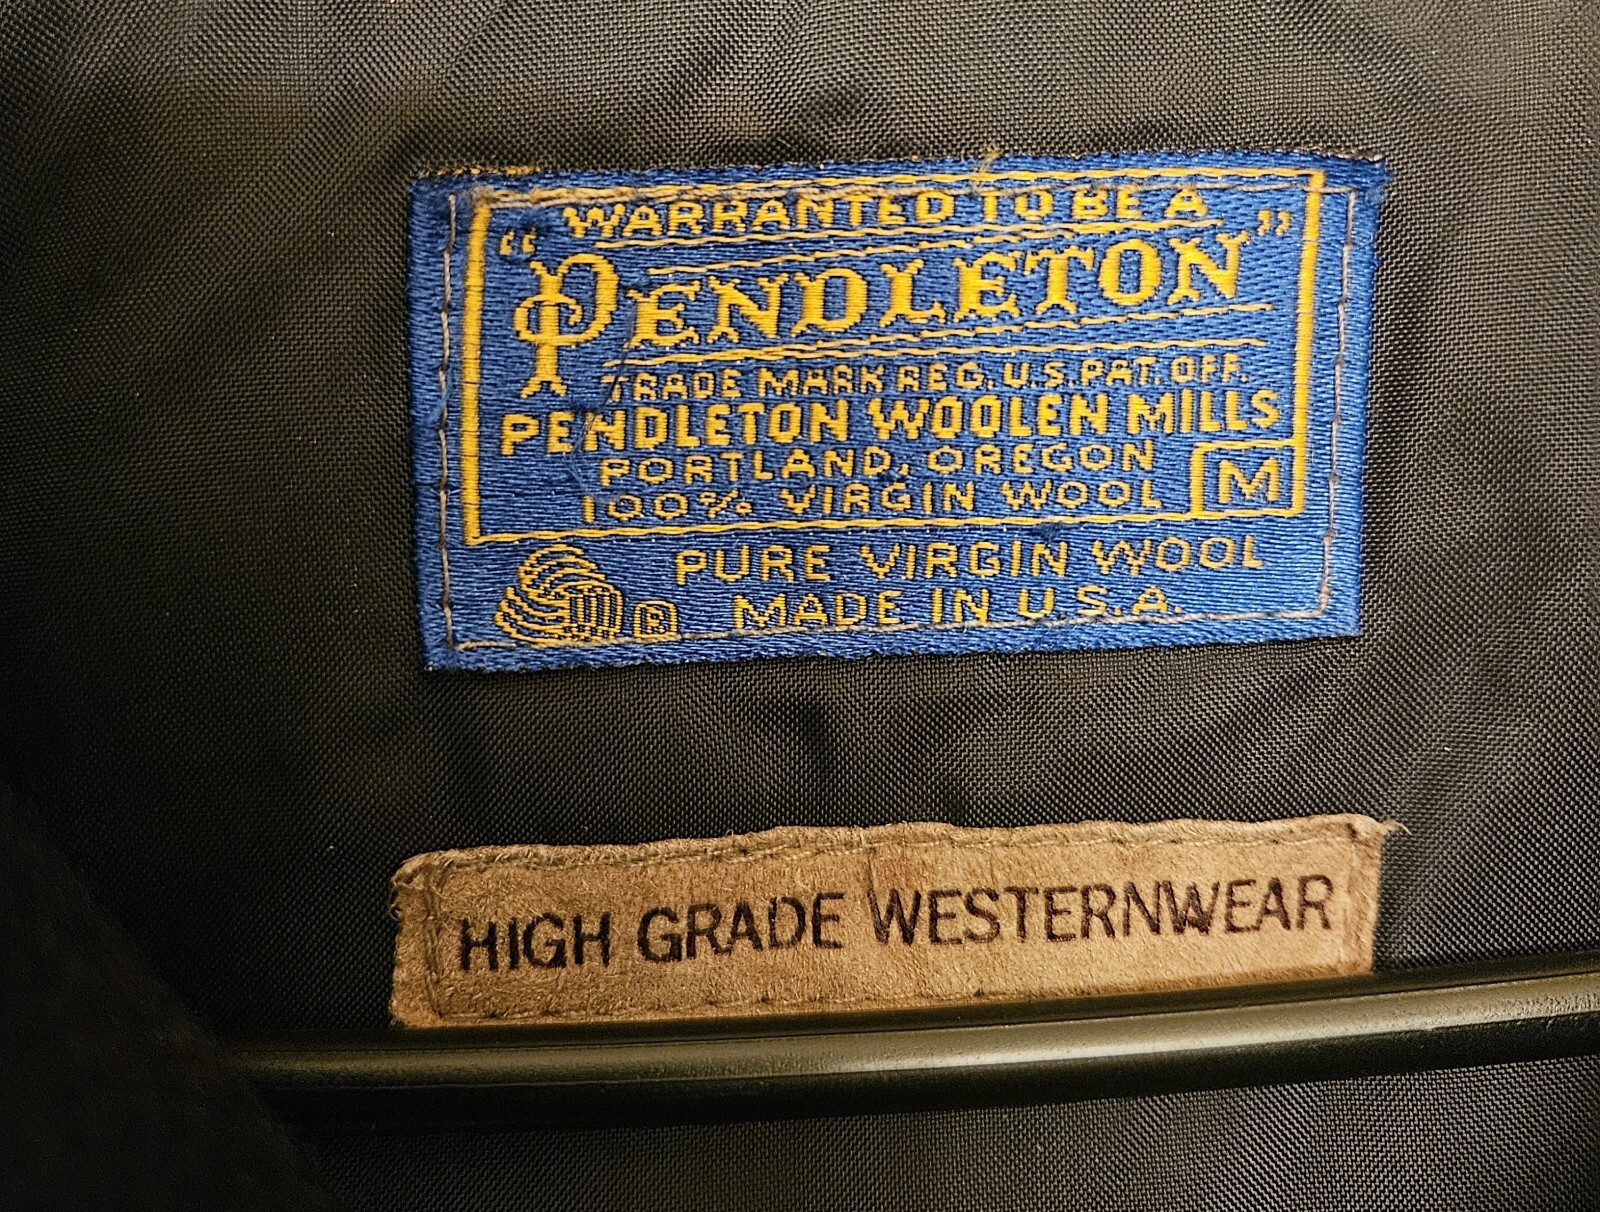 WARRANTED TO BE A
"PENDLETON"
TRADE MARK REG. U.S. PAT. OFF.
PENDLETON WOOLEN MILLS
PORTLAND, OREGON
100% VIRGIN WOOL M
PURE VIRGIN WOOL
® MADE IN U.S.A.
HIGH GRADE WESTERNWEAR